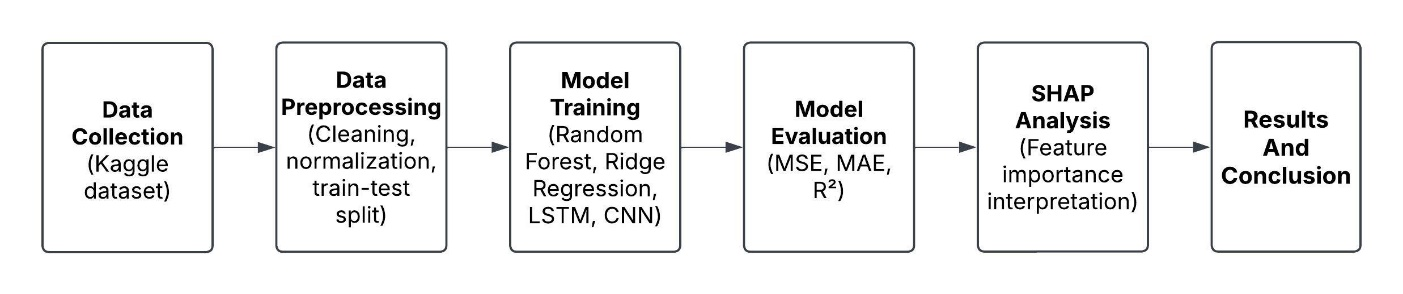 Data
Collection
(Kaggle
dataset)
Data
Preprocessing
(Cleaning,
normalization,
train-test
split)
Model
Training
(Random
Forest, Ridge
Regression,
LSTM, CNN)
Model
Evaluation
(MSE, MAE,
R²)
SHAP
Analysis
(Feature
importance
interpretation)
Results
And
Conclusion